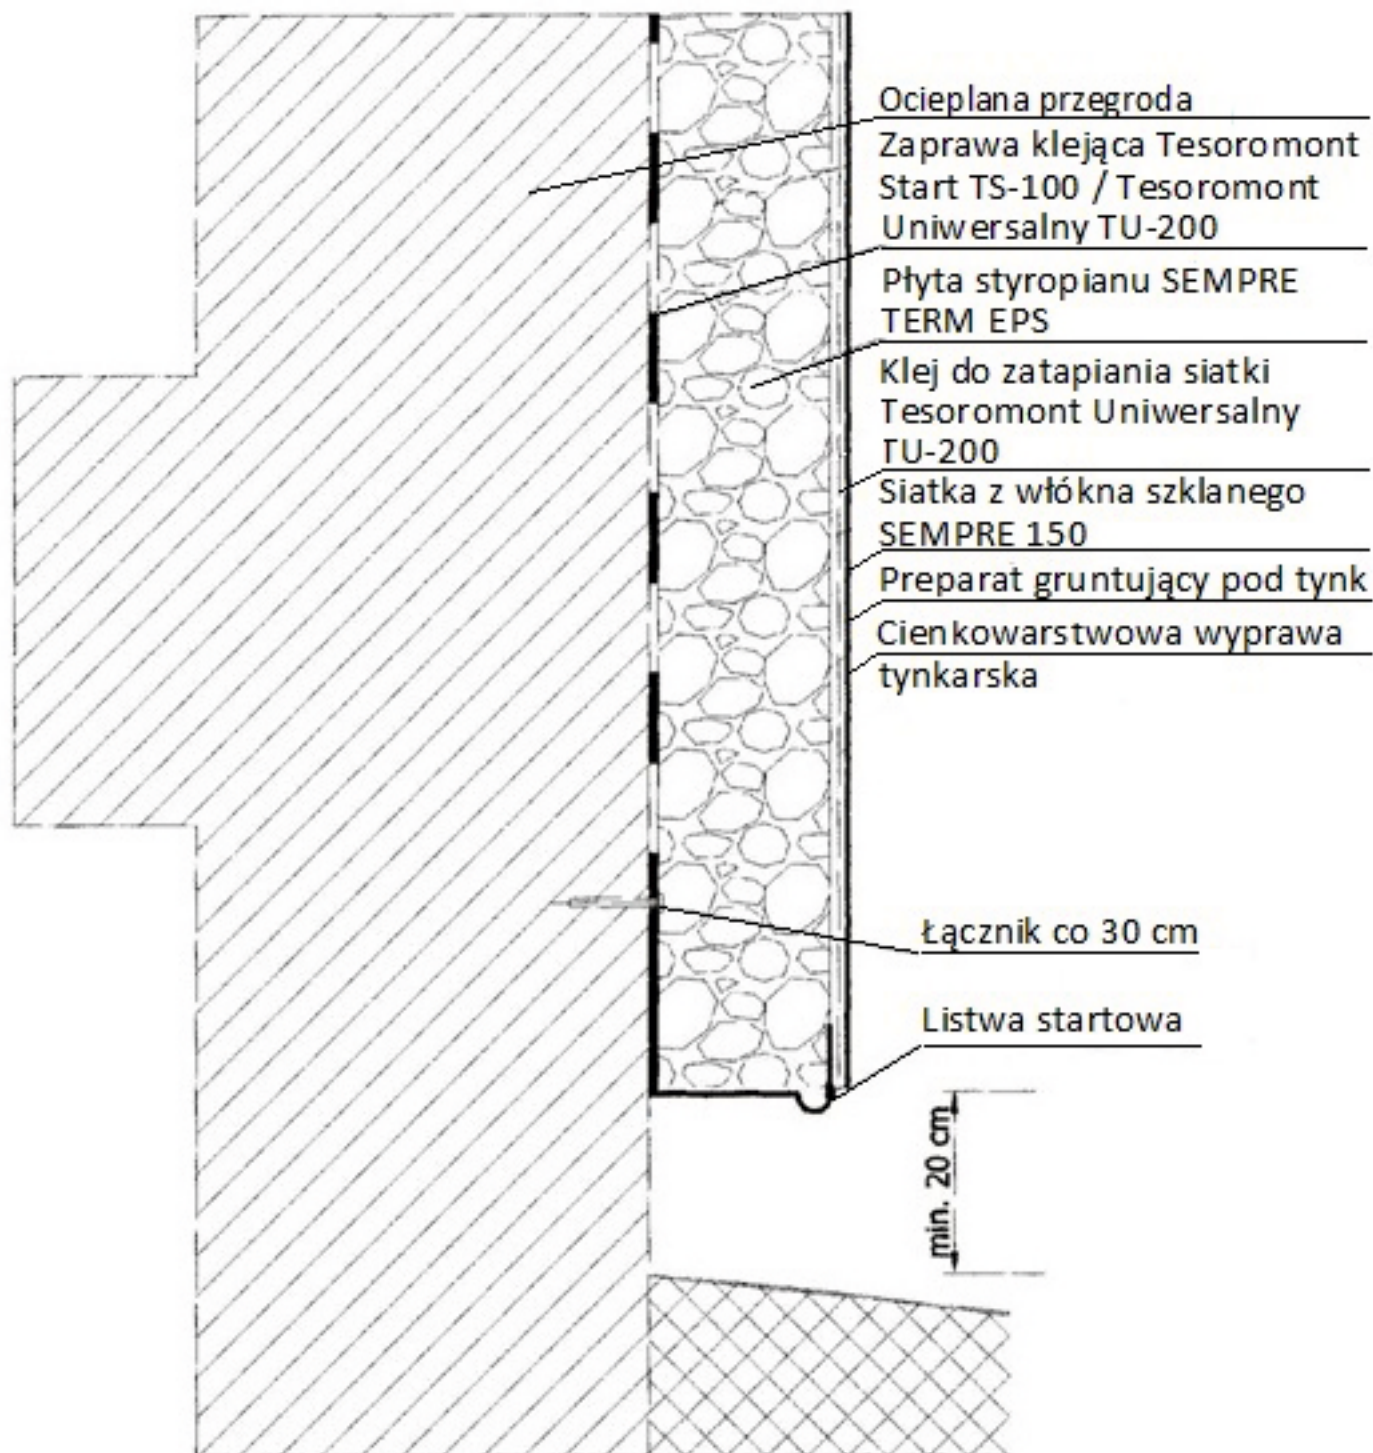 Ocieplana przegroda
Zaprawa klejąca Tesoromont
Start TS-100 / Tesoromont
Uniwersalny TU-200
Płyta styropianu SEMPRE
TERM EPS
Klej do zatapiania siatki
Tesoromont Uniwersalny
TU-200
Siatka z włókna szklanego
SEMPRE 150
Preparat gruntujący pod tynk
Cienkowarstwowa wyprawa
tynkarska
Łącznik co 30 cm
Listwa startowa
min. 20 cm